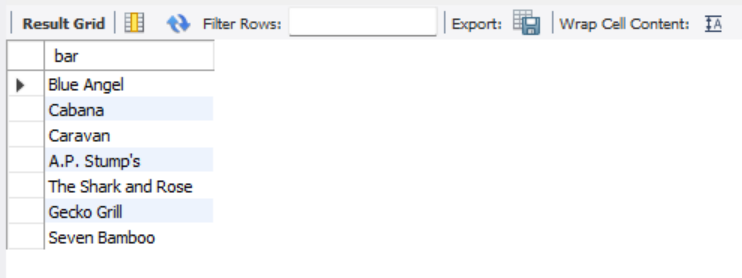 Result Grid Filter Rows: Export: Wrap Cell Content: IA
bar
Blue Angel
Cabana
Caravan
A.P. Stump's
The Shark and Rose
Gecko Grill
Seven Bamboo